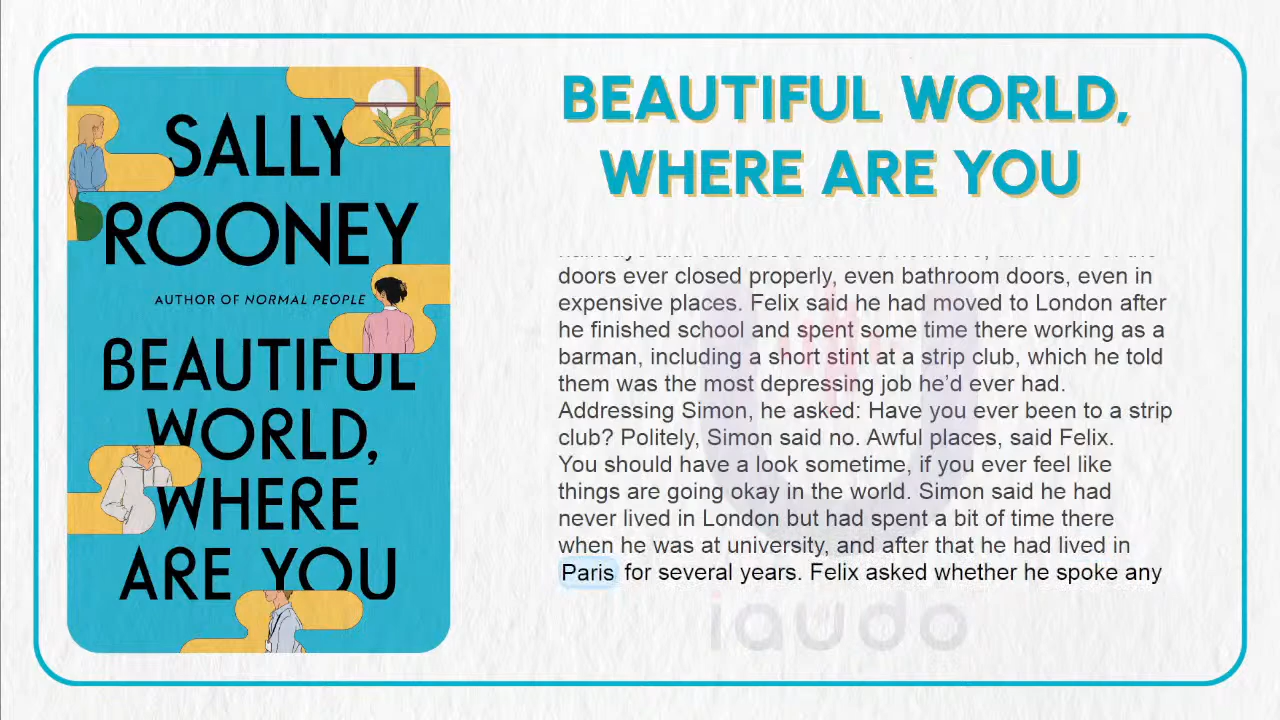 SALLY
ROONEY
AUTHOR OF NORMAL PEOPLE
BEAUTIFUL
WORLD,
WHERE
ARE YOU
BEAUTIFUL WORLD,
WHERE ARE YOU
doors ever closed properly, even bathroom doors, even in
expensive places. Felix said he had moved to London after
he finished school and spent some time there working as a
barman, including a short stint at a strip club, which he told
them was the most depressing job he’d ever had.
Addressing Simon, he asked: Have you ever been to a strip
club? Politely, Simon said no. Awful places, said Felix.
You should have a look sometime, if you ever feel like
things are going okay in the world. Simon said he had
never lived in London but had spent a bit of time there
when he was at university, and after that he had lived in
Paris for several years. Felix asked whether he spoke any
iaudo